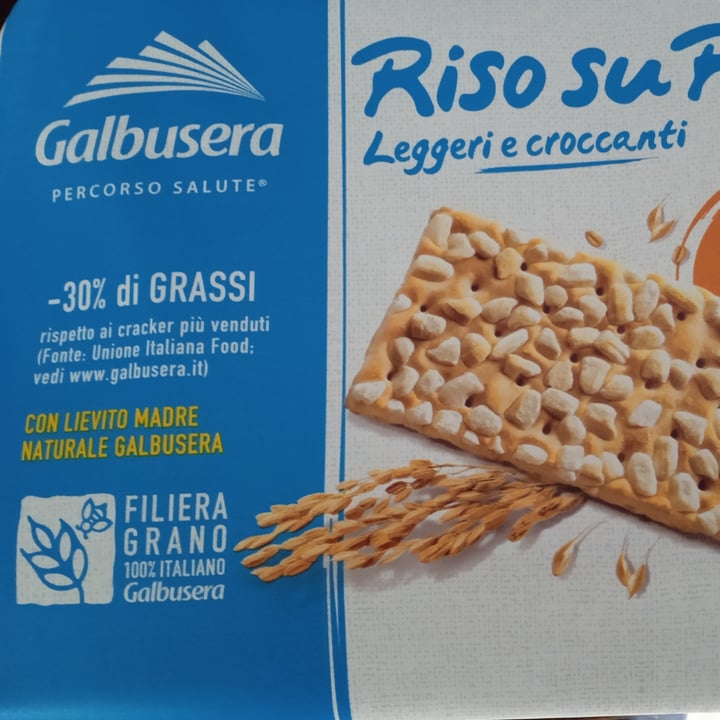 Galbusera
PERCORSO SALUTE®
-30% di GRASSI
rispetto ai cracker più venduti
(Fonte: Unione Italiana Food;
vedi www.galbusera.it)
CON LIEVITO MADRE
NATURALE GALBUSERA
FILIERA
GRANO
100% ITALIANO
Galbusera
Riso su
Leggeri e croccanti